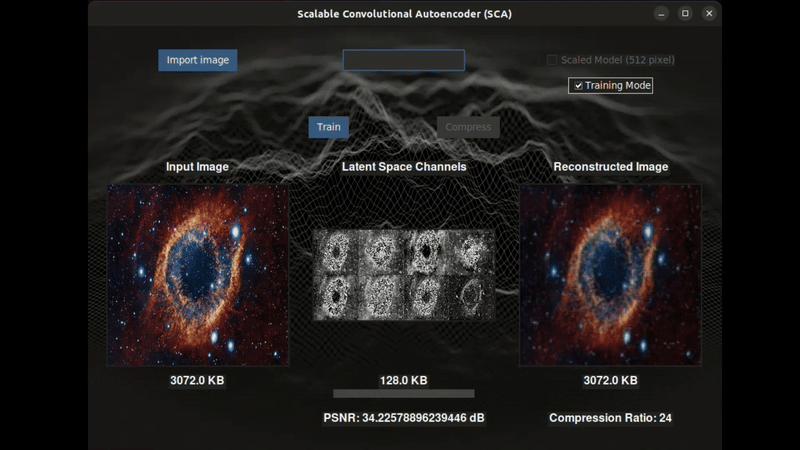 Scalable Convolutional Autoencoder (SCA)
Import image
Scaled Model (512 pixel)
Training Mode
Train
Compress
Input Image
Latent Space Channels
Reconstructed Image
3072.0 KB
128.0 KB
3072.0 KB
PSNR: 34.22578896239446 dB
Compression Ratio: 24